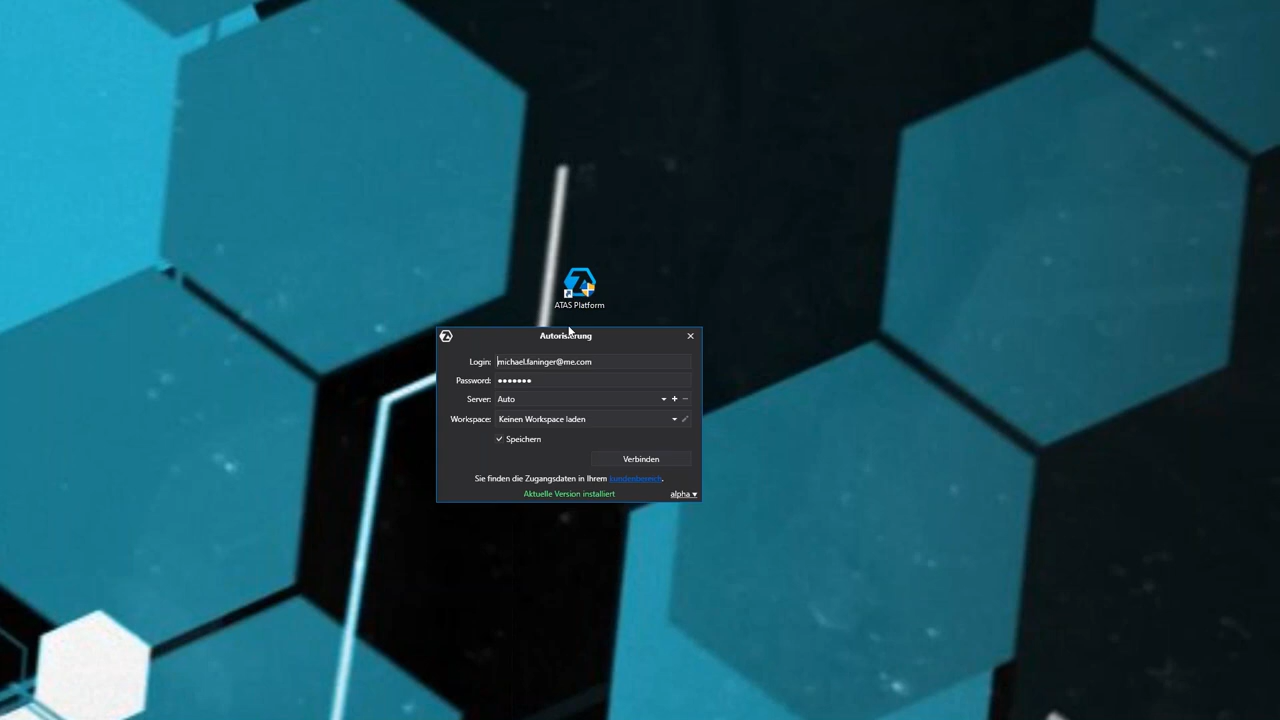 ATAS Platform
Autorisierung
Login: michael.faninger@me.com
Password: •••••••
Server: Auto
Workspace: Keinen Workspace laden
Speichern
Verbinden
Sie finden die Zugangsdaten in Ihrem kundenbereich.
Aktuelle Version installiert
alpha